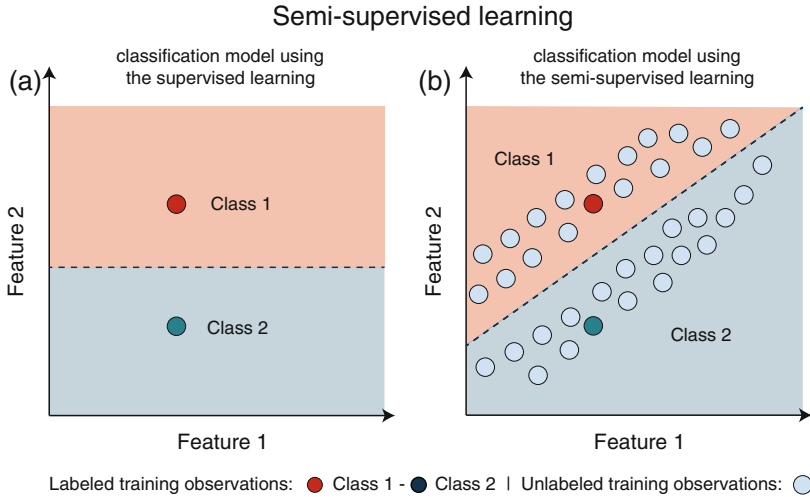 Semi-supervised learning
(a)
classification model using
the supervised learning
Feature 2
Class 1
Class 2
Feature 1
(b)
classification model using
the semi-supervised learning
Feature 2
Class 1
Class 2
Feature 1
Labeled training observations: Class 1 - Class 2 | Unlabeled training observations: